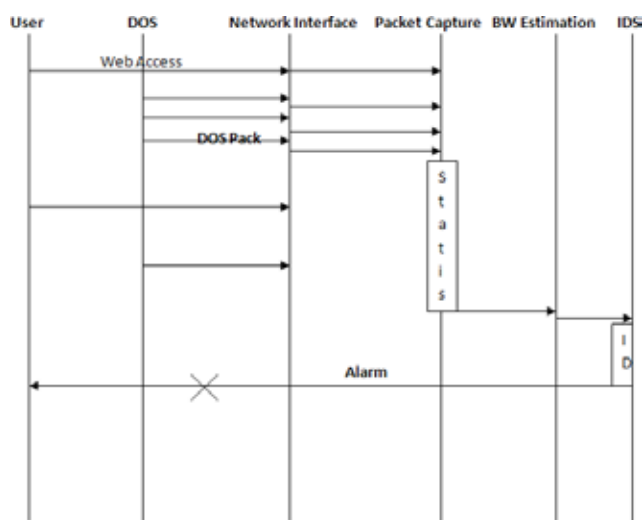 User DOS Network Interface Packet Capture BW Estimation IDS
Web Access
DOS Pack
S
t
a
t
i
s
I
D
Alarm